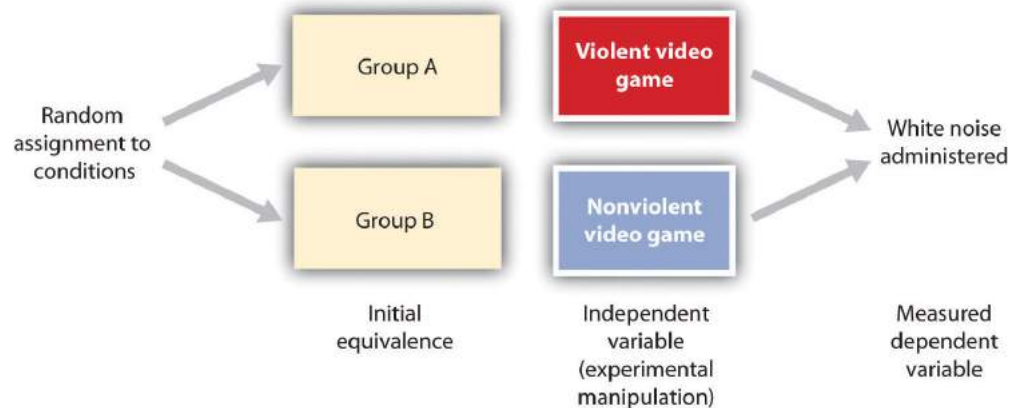 Random
assignment to
conditions
Group A
Group B
Violent video
game
Nonviolent
video game
White noise
administered
Initial
equivalence
Independent
variable
(experimental
manipulation)
Measured
dependent
variable